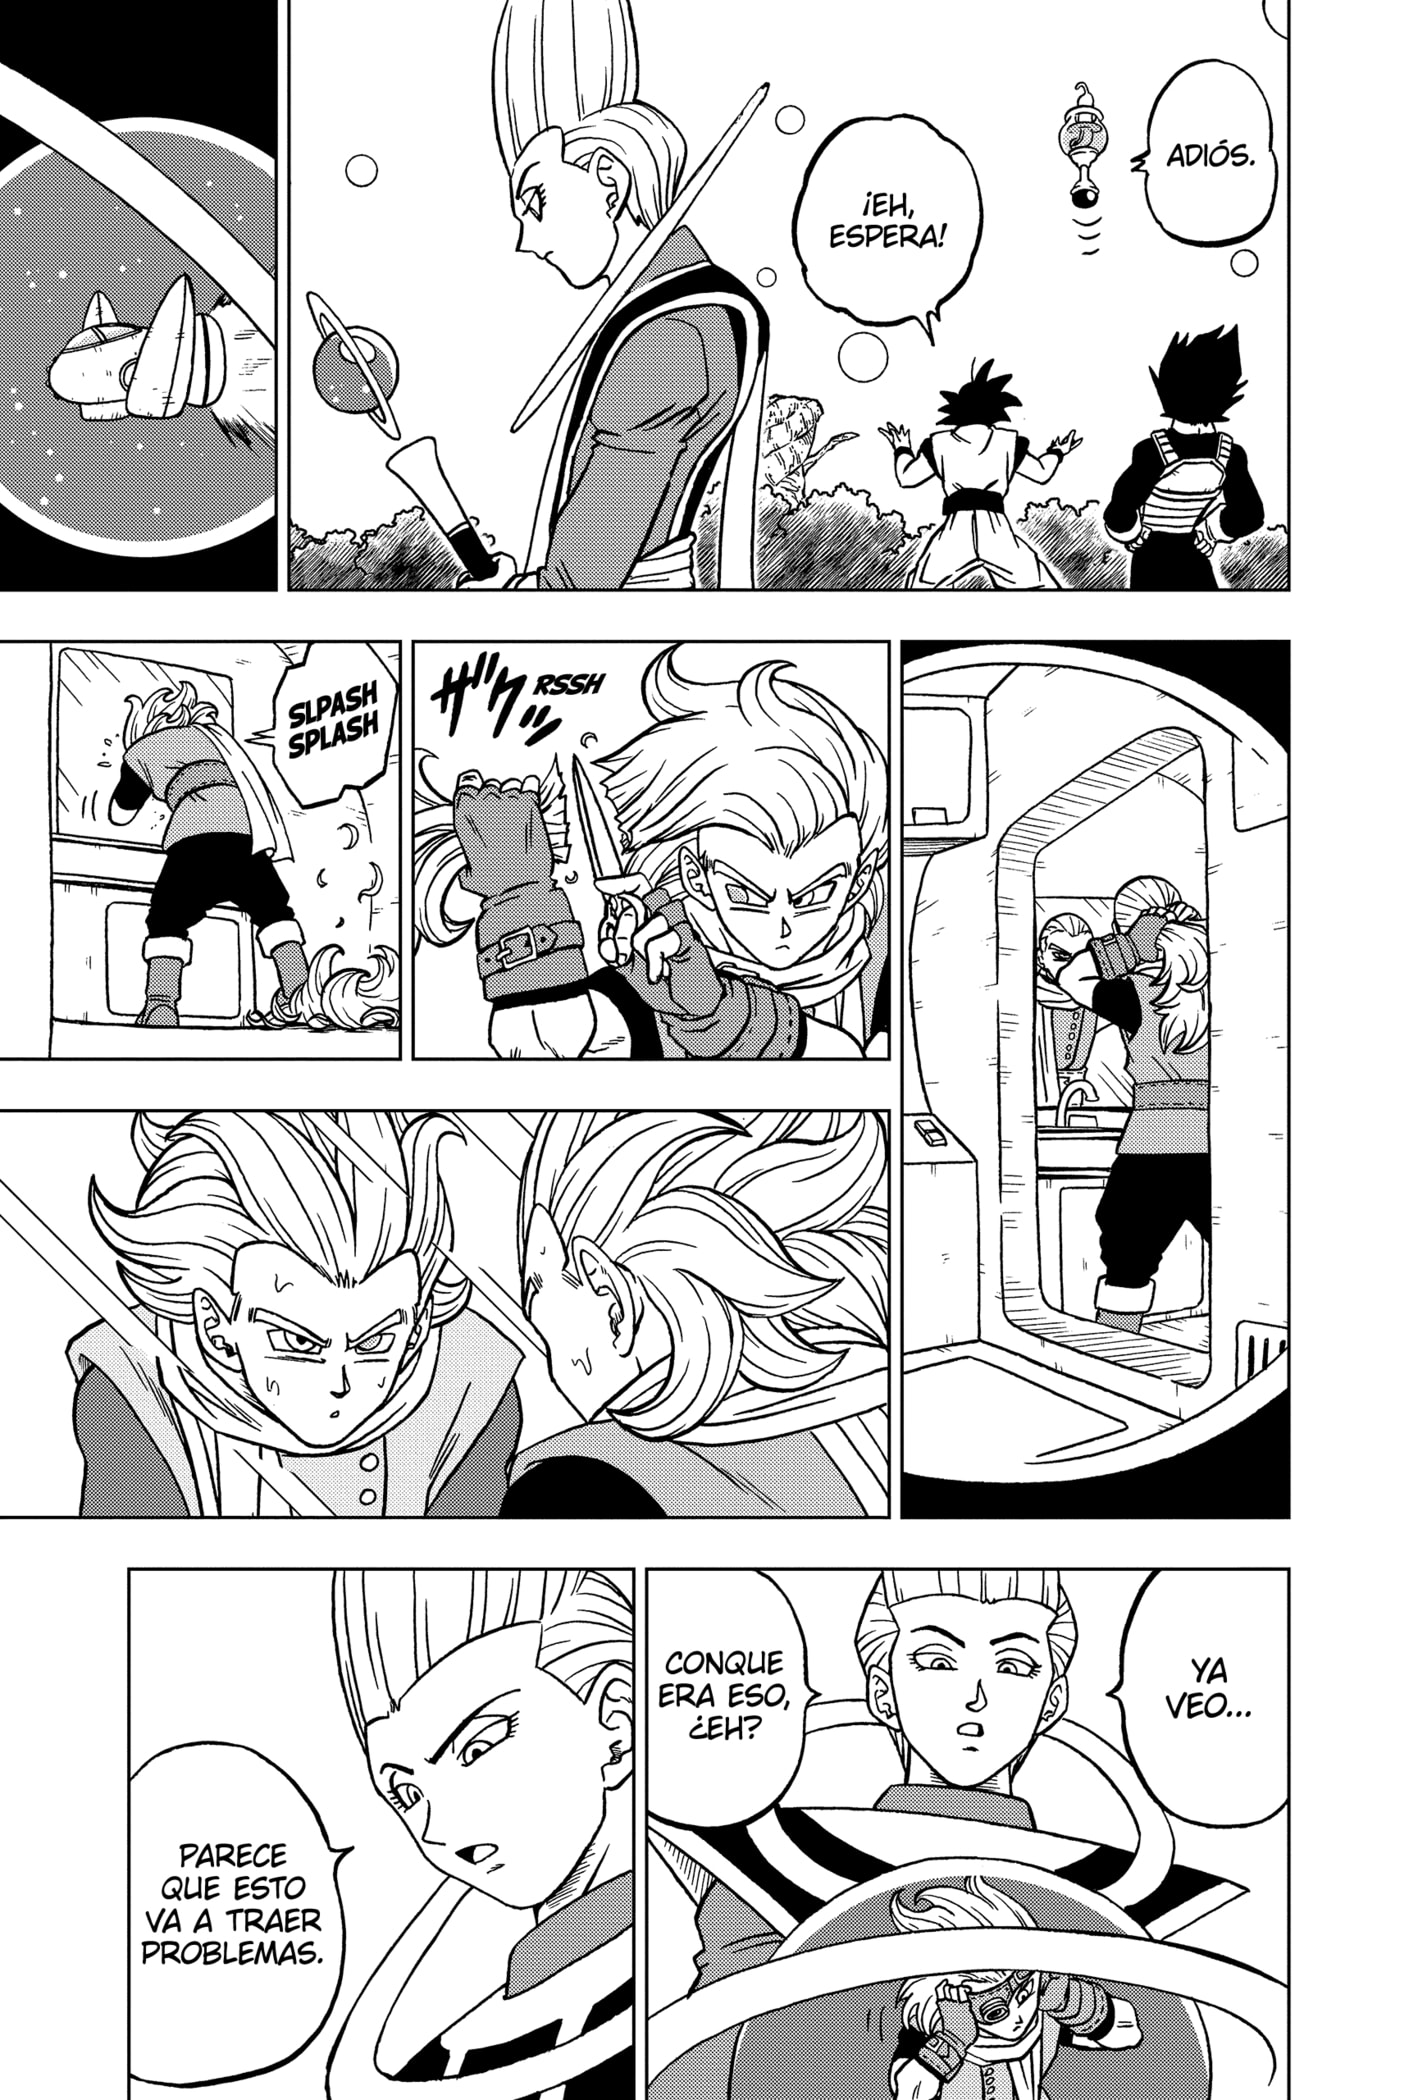 ADIÓS.
¡EH,
ESPERA!
ザクッ
RSSH
SLPASH
SPLASH
YA
VEO...
CONQUE
ERA ESO,
¿EH?
PARECE
QUE ESTO
VA A TRAER
PROBLEMAS.